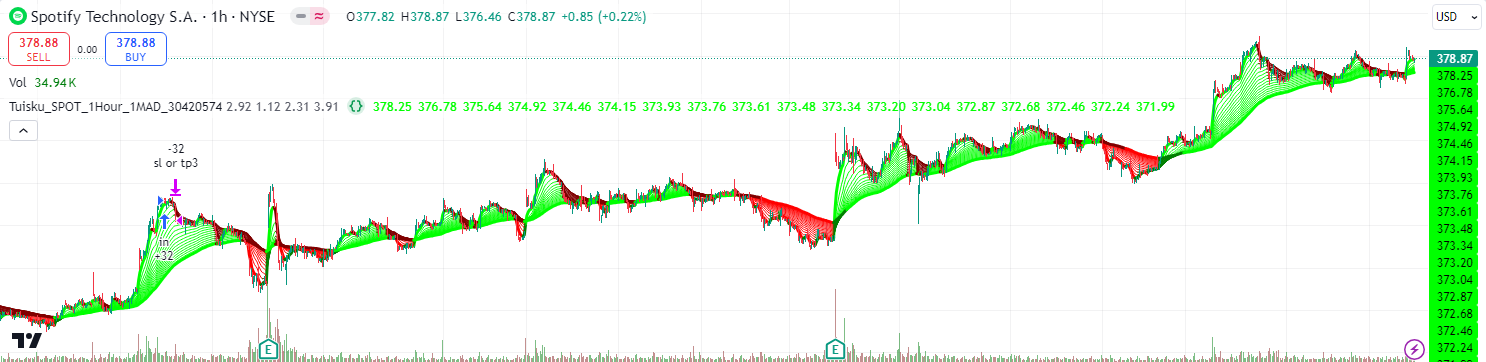 Spotify Technology S.A. · 1h · NYSE O377.82 H378.87 L376.46 C378.87 +0.85 (+0.22%)
USD
378.88 SELL
0.00
378.88 BUY
Vol 34.94K
Tuisku_SPOT_1Hour_1MAD_30420574 2.92 1.12 2.31 3.91 378.25 376.78 375.64 374.92 374.46 374.15 373.93 373.76 373.61 373.48 373.34 373.20 373.04 372.87 372.68 372.46 372.24 371.99
-32
sl or tp3
in
+32
E
E
378.87
378.25
376.78
375.64
374.92
374.46
374.15
373.93
373.76
373.61
373.48
373.34
373.20
373.04
372.87
372.68
372.46
372.24